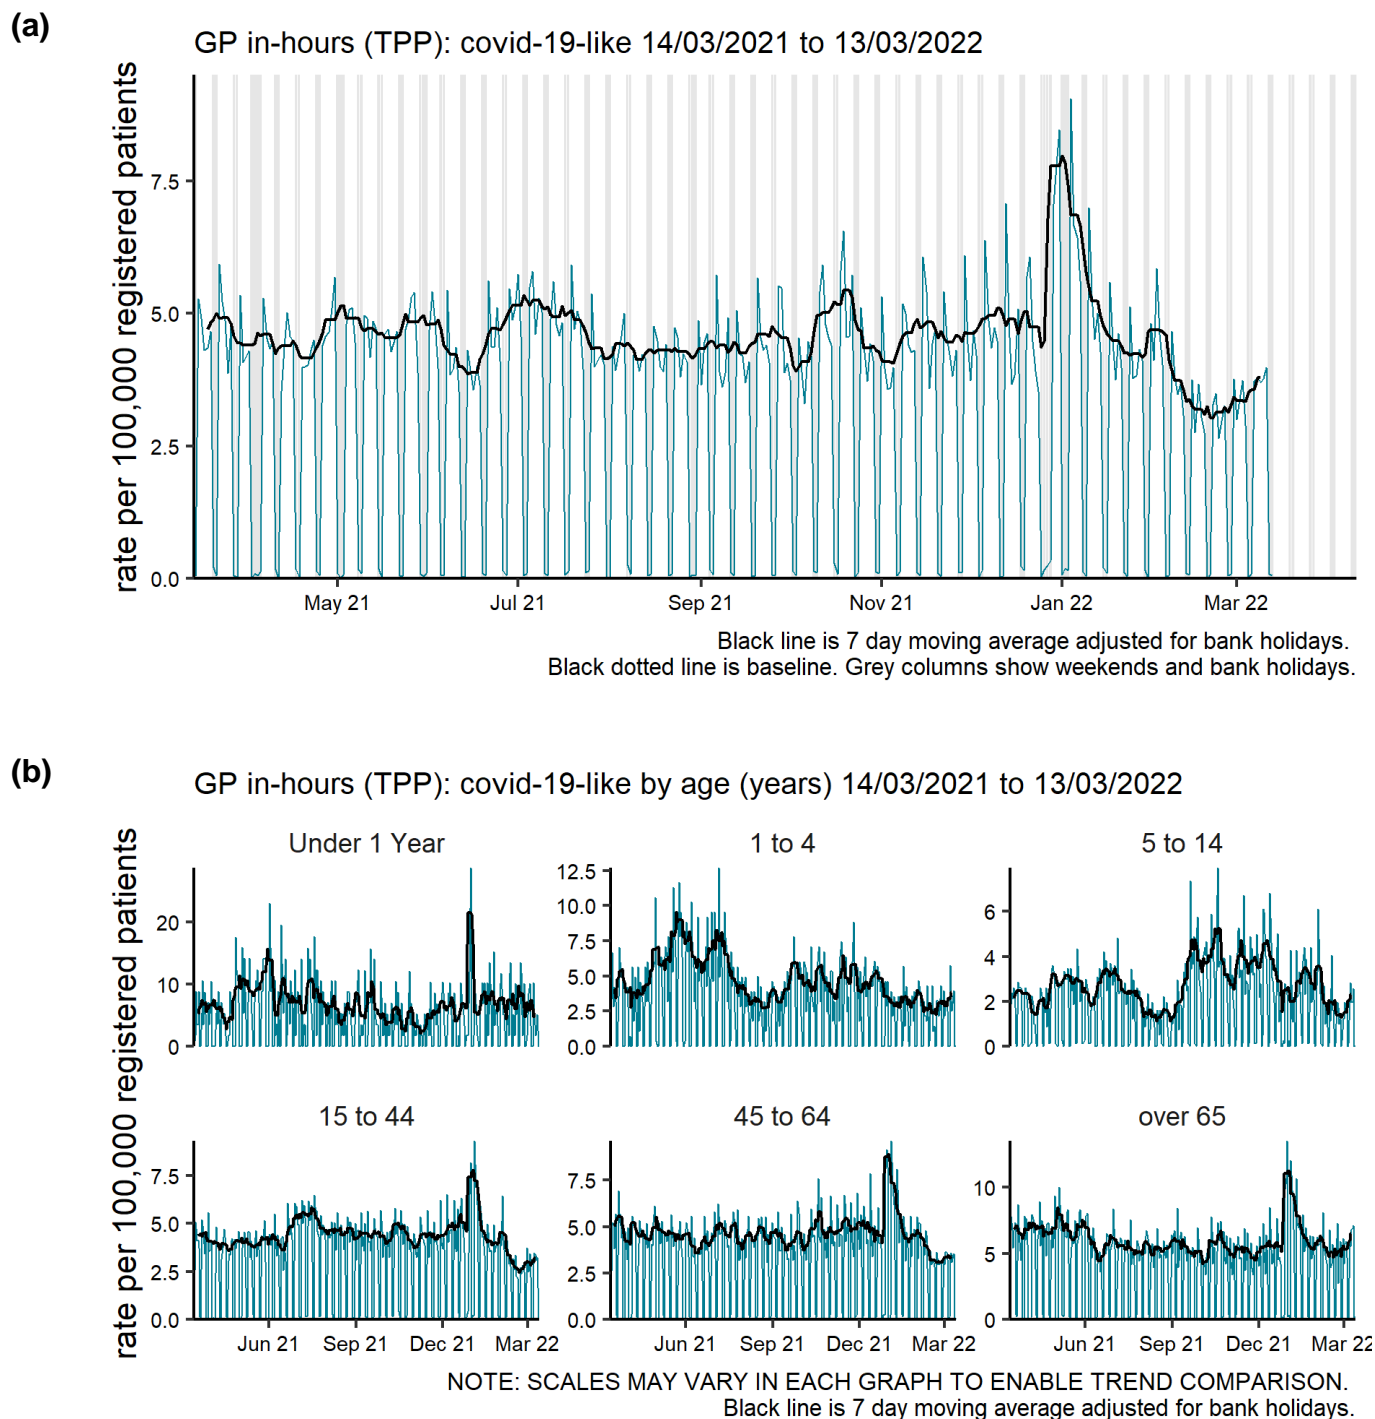 (a)
GP in-hours (TPP): covid-19-like 14/03/2021 to 13/03/2022
rate per 100,000 registered patients
7.5
5.0
2.5
0.0
May 21
Jul 21
Sep 21
Nov 21
Jan 22
Mar 22
Black line is 7 day moving average adjusted for bank holidays.
Black dotted line is baseline. Grey columns show weekends and bank holidays.
(b)
GP in-hours (TPP): covid-19-like by age (years) 14/03/2021 to 13/03/2022
rate per 100,000 registered patients
Under 1 Year
20
10
0
1 to 4
12.5
10.0
7.5
5.0
2.5
0.0
5 to 14
6
4
2
0
15 to 44
7.5
5.0
2.5
0.0
Jun 21
Sep 21
Dec 21
Mar 22
45 to 64
7.5
5.0
2.5
0.0
Jun 21
Sep 21
Dec 21
Mar 22
over 65
10
5
0
Jun 21
Sep 21
Dec 21
Mar 22
NOTE: SCALES MAY VARY IN EACH GRAPH TO ENABLE TREND COMPARISON.
Black line is 7 day moving average adjusted for bank holidays.